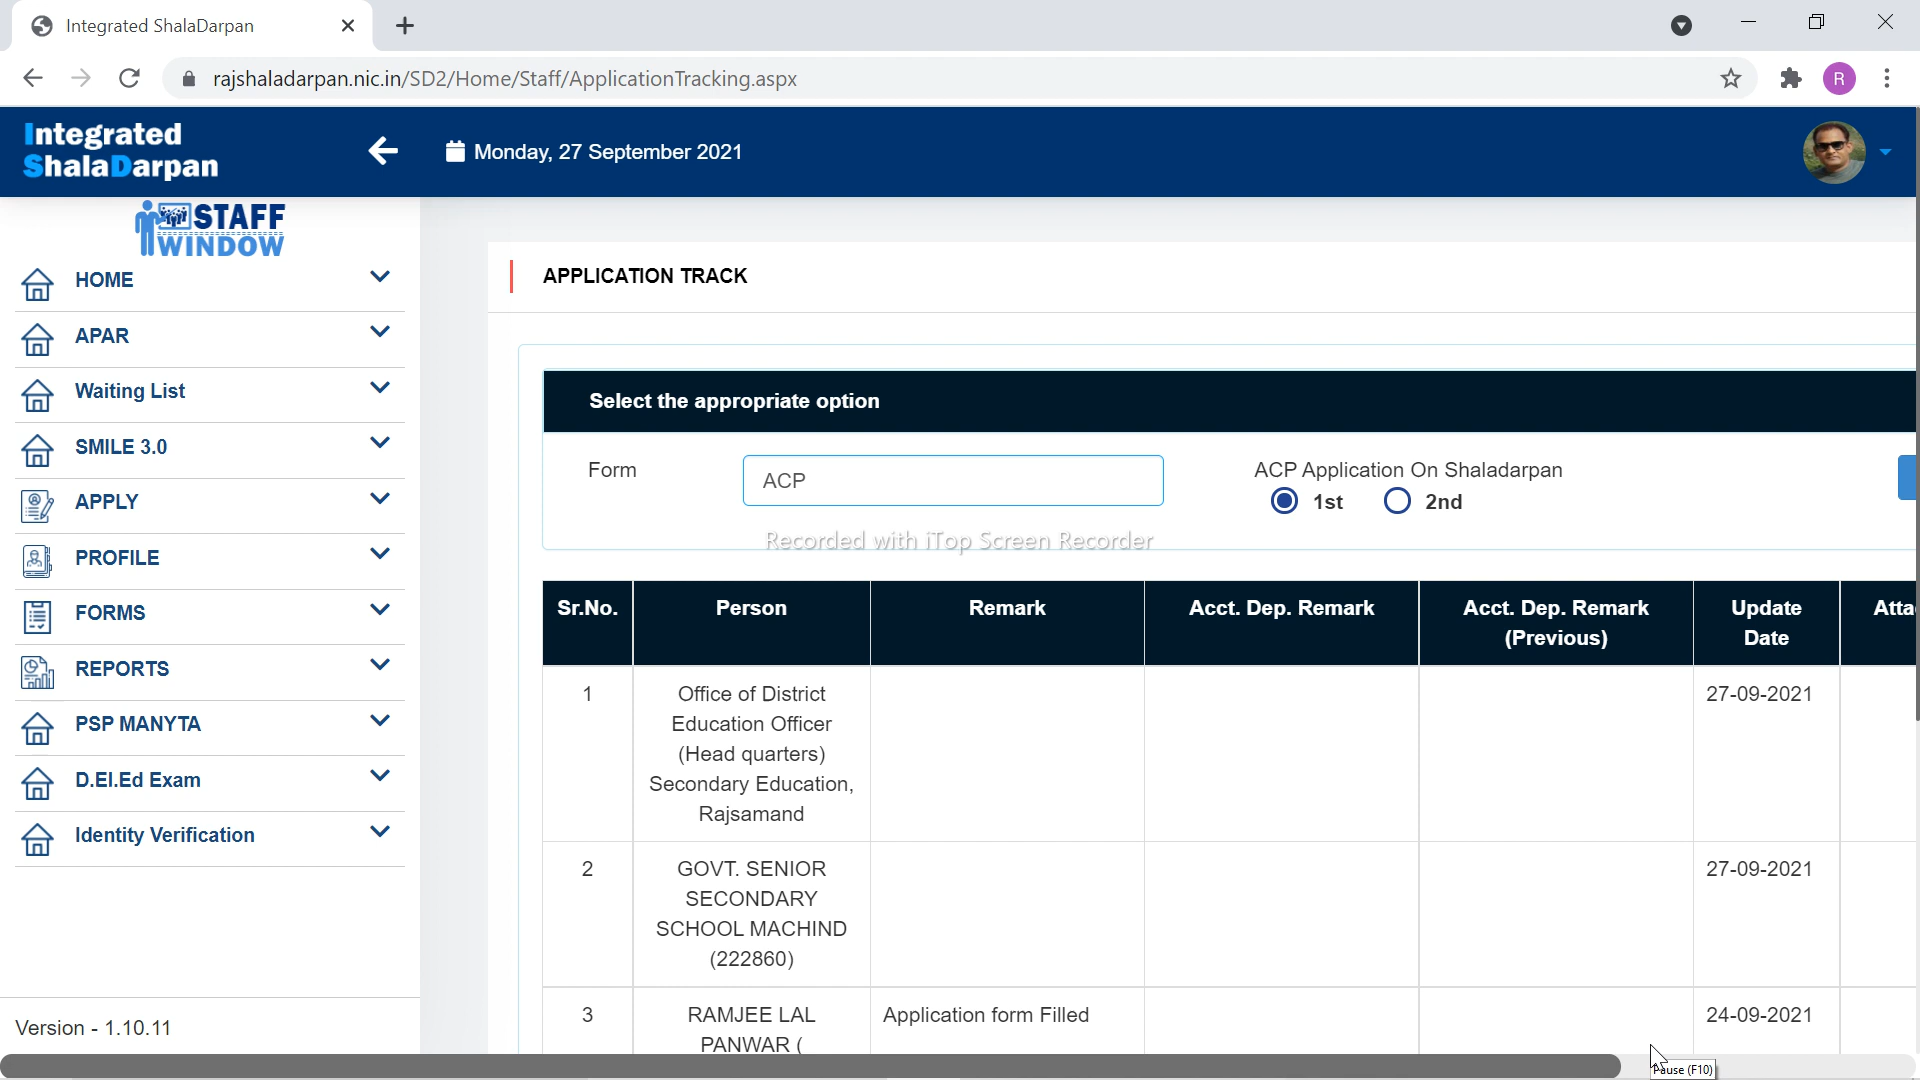 Integrated ShalaDarpan
rajshaladarpan.nic.in/SD2/Home/Staff/ApplicationTracking.aspx
R
Integrated
ShalaDarpan
Monday, 27 September 2021
STAFF
WINDOW
HOME
APAR
Waiting List
SMILE 3.0
APPLY
PROFILE
FORMS
REPORTS
PSP MANYTA
D.El.Ed Exam
Identity Verification
Version - 1.10.11
APPLICATION TRACK
Select the appropriate option
Form
ACP
ACP Application On Shaladarpan
1st 2nd
Recorded with iTop Screen Recorder
Sr.No. Person Remark Acct. Dep. Remark Acct. Dep. Remark Update Atta
(Previous) Date
1 Office of District 27-09-2021
Education Officer
(Head quarters)
Secondary Education,
Rajsamand
2 GOVT. SENIOR 27-09-2021
SECONDARY
SCHOOL MACHIND
(222860)
3 RAMJEE LAL Application form Filled 24-09-2021
PANWAR (
Pause (F10)